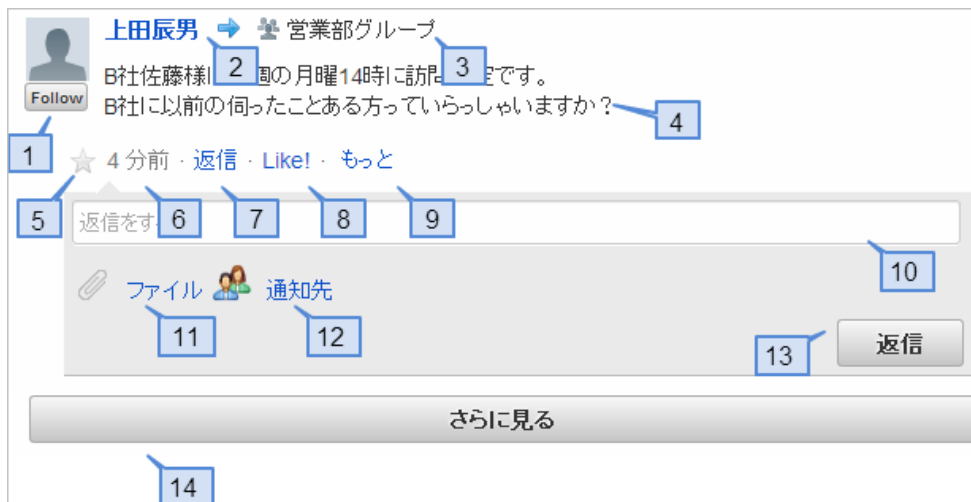 上田辰男 営業部グループ
2
3
B社佐藤様 週の月曜14時に訪問 定です。
Follow
B社に以前の伺ったことある方っていらっしゃいますか？
4
1
4 分前 · 返信 · Like! · もっと
5
6
7
8
9
返信をす
10
ファイル 通知先
11
12
13
返信
さらに見る
14